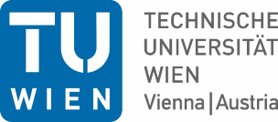 TU
WIEN
TECHNISCHE
UNIVERSITÄT
WIEN
Vienna|Austria